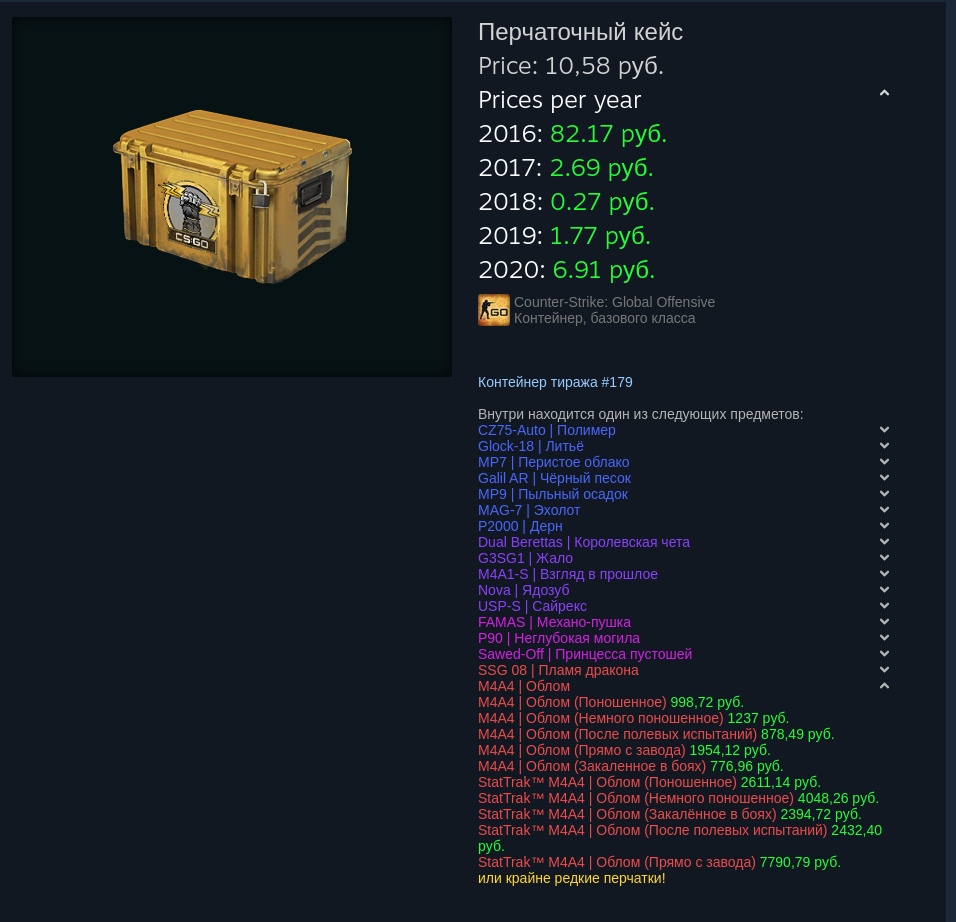 CS:GO
Перчаточный кейс
Price: 10,58 руб.
Prices per year
2016: 82.17 руб.
2017: 2.69 руб.
2018: 0.27 руб.
2019: 1.77 руб.
2020: 6.91 руб.
GO
Counter-Strike: Global Offensive
Контейнер, базового класса
Контейнер тиража #179
Внутри находится один из следующих предметов:
CZ75-Auto | Полимер
Glock-18 | Литьё
MP7 | Перистое облако
Galil AR | Чёрный песок
MP9 | Пыльный осадок
MAG-7 | Эхолот
P2000 | Дерн
Dual Berettas | Королевская чета
G3SG1 | Жало
M4A1-S | Взгляд в прошлое
Nova | Ядозуб
USP-S | Сайрекс
FAMAS | Механо-пушка
P90 | Неглубокая могила
Sawed-Off | Принцесса пустошей
SSG 08 | Пламя дракона
M4A4 | Облом
M4A4 | Облом (Поношенное) 998,72 руб.
M4A4 | Облом (Немного поношенное) 1237 руб.
M4A4 | Облом (После полевых испытаний) 878,49 руб.
M4A4 | Облом (Прямо с завода) 1954,12 руб.
M4A4 | Облом (Закаленное в боях) 776,96 руб.
StatTrak™ M4A4 | Облом (Поношенное) 2611,14 руб.
StatTrak™ M4A4 | Облом (Немного поношенное) 4048,26 руб.
StatTrak™ M4A4 | Облом (Закалённое в боях) 2394,72 руб.
StatTrak™ M4A4 | Облом (После полевых испытаний) 2432,40
руб.
StatTrak™ M4A4 | Облом (Прямо с завода) 7790,79 руб.
или крайне редкие перчатки!